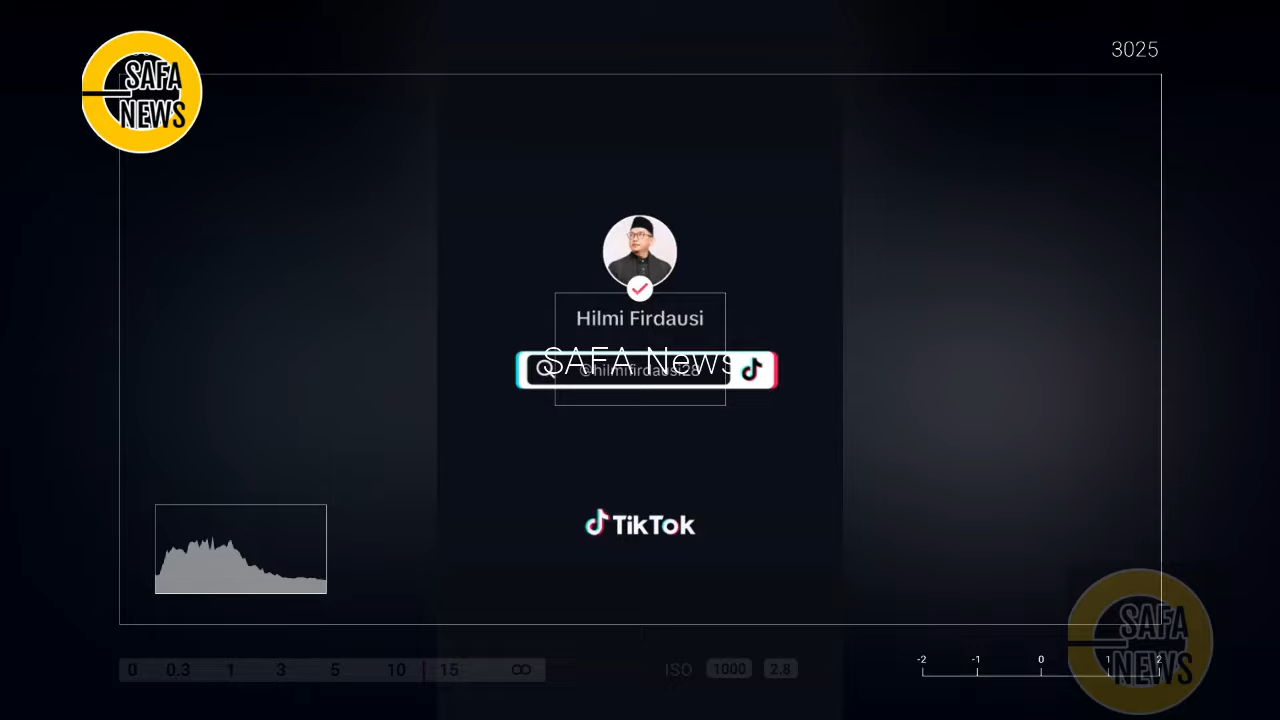 SAFA
NEWS
3025
Hilmi Firdausi
SAFA News
@hilmifirdausi28
TikTok
0 0.3 1 3 5 10 15 ∞
ISO 1000 2.8
-2 -1 0 1 2
SAFA
NEWS